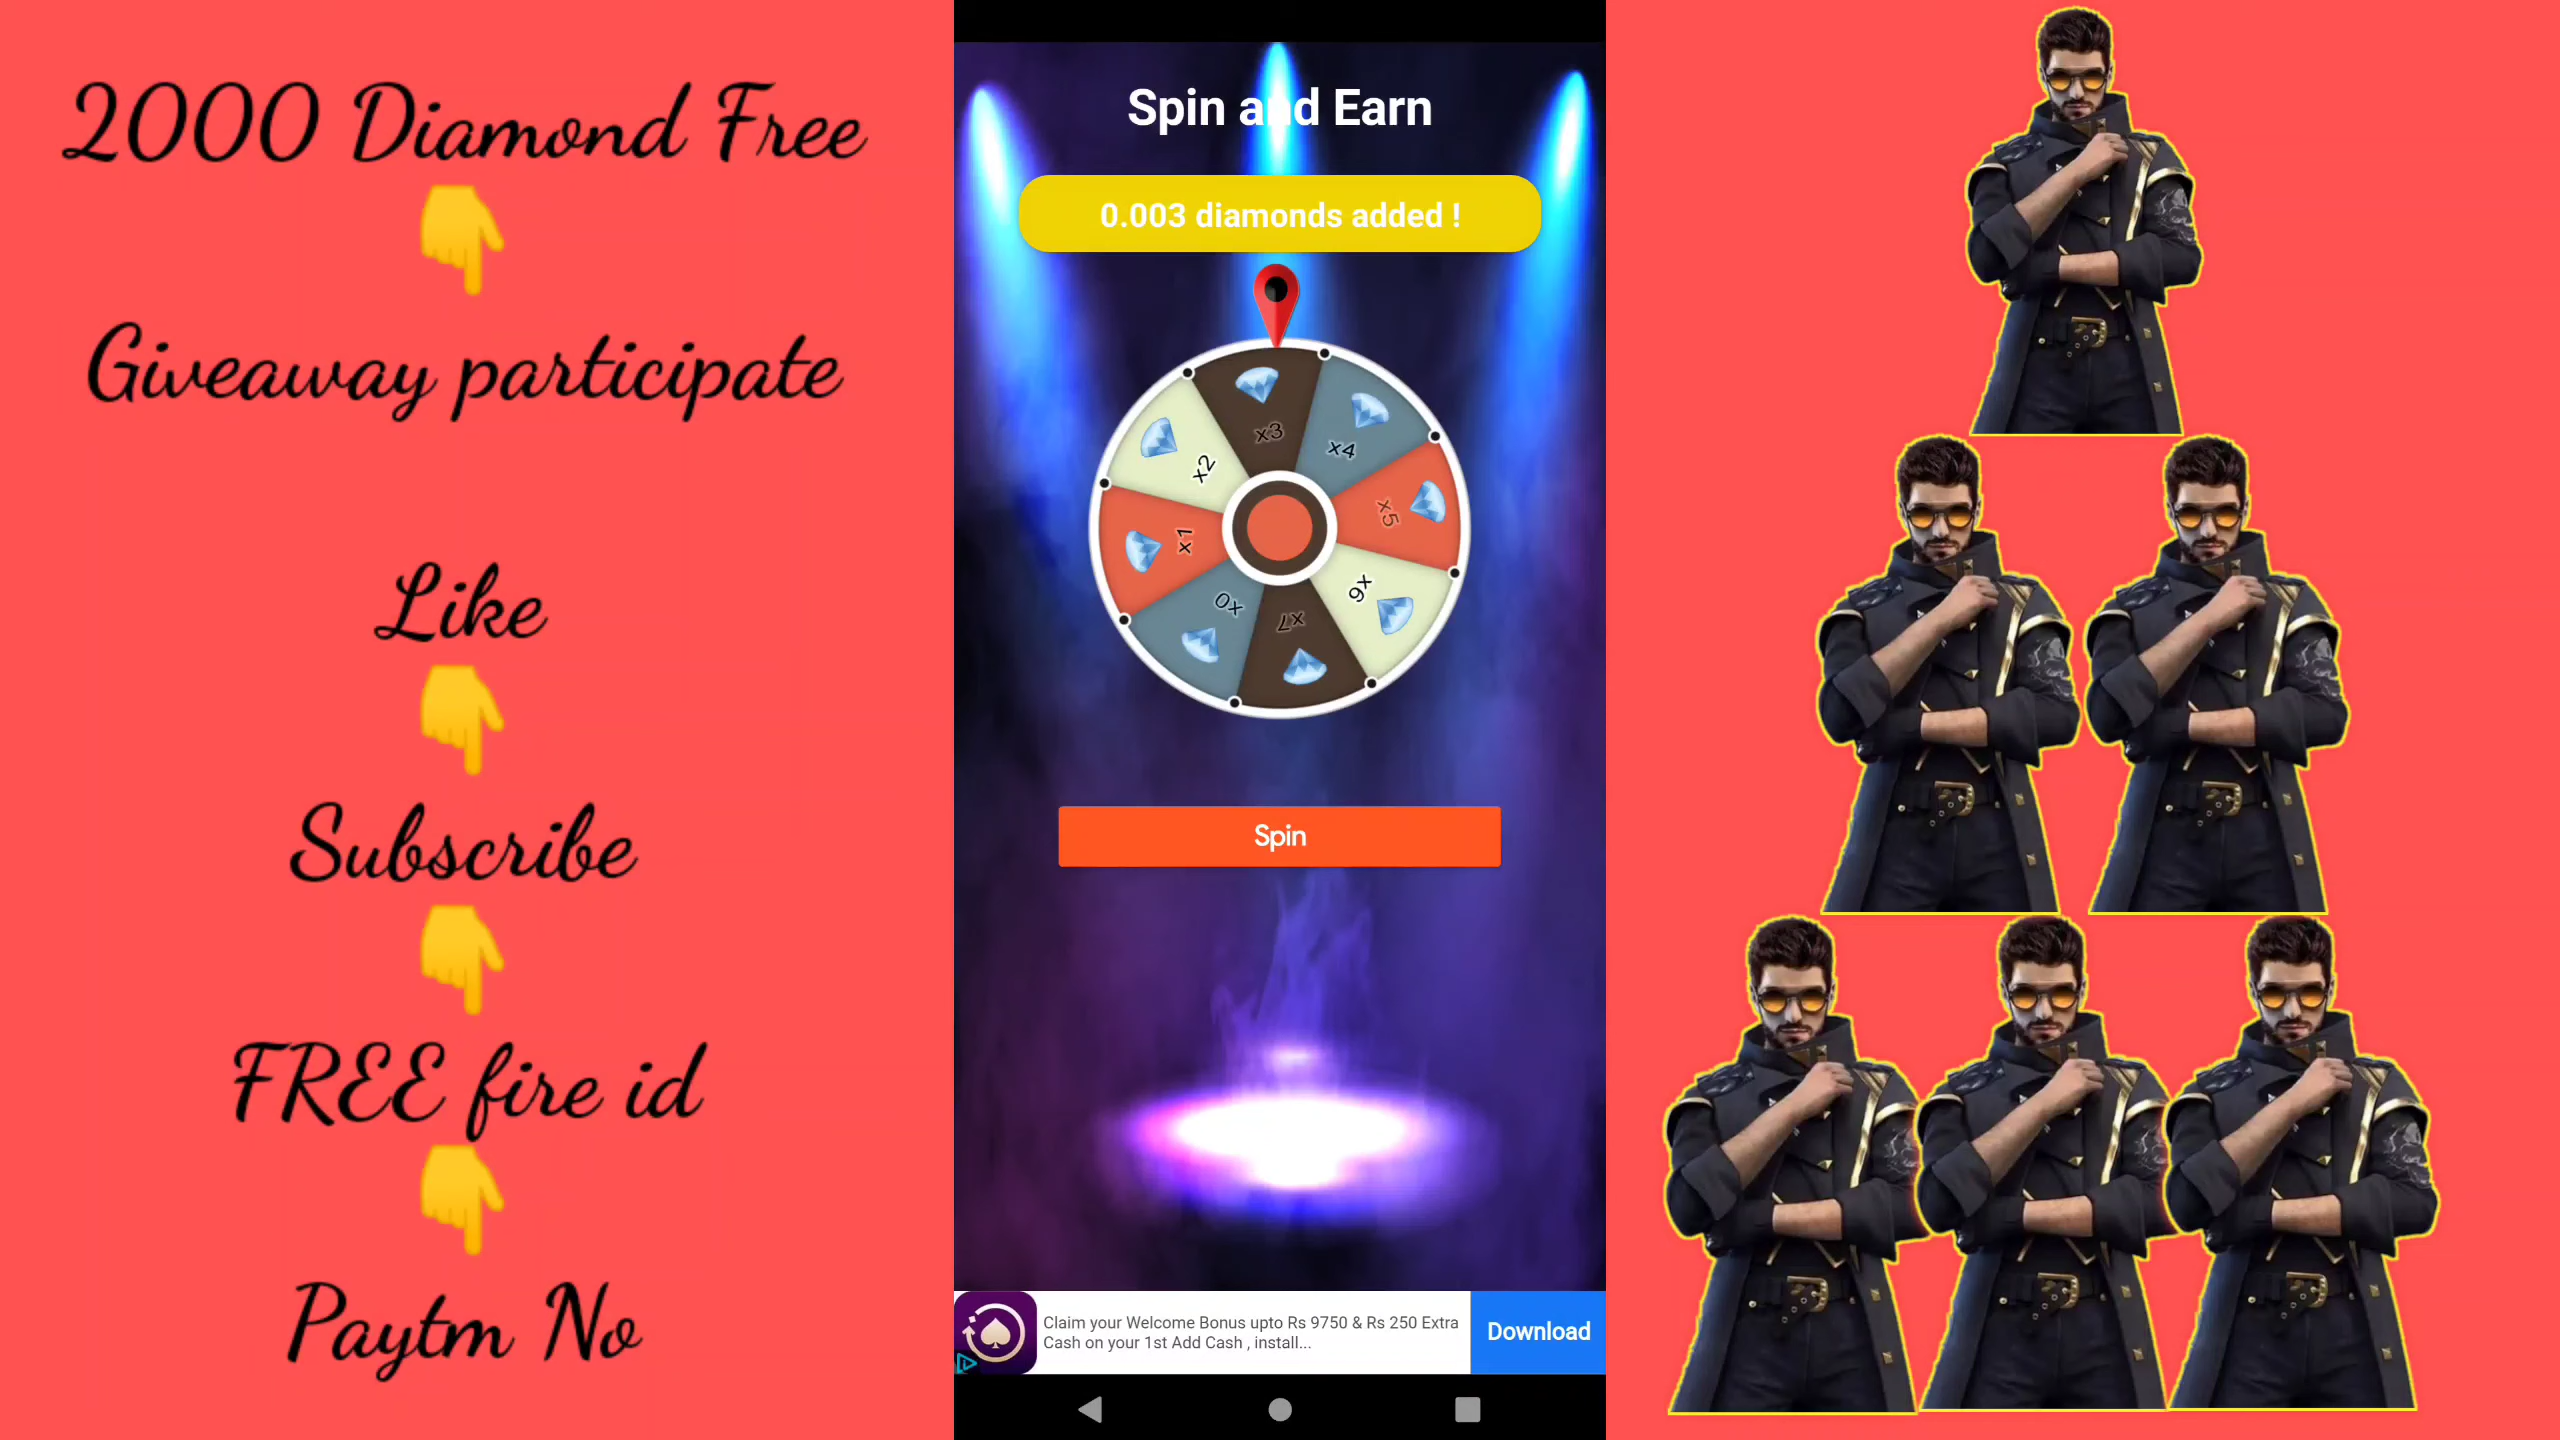 2000 Diamond Free
Giveaway participate
Like
Subscribe
FREE fire id
Paytm No
Spin and Earn
0.003 diamonds added !
x3
x4
x5
x6
x7
x0
x1
x2
Spin
Claim your Welcome Bonus upto Rs 9750 & Rs 250 Extra
Cash on your 1st Add Cash , install...
Download